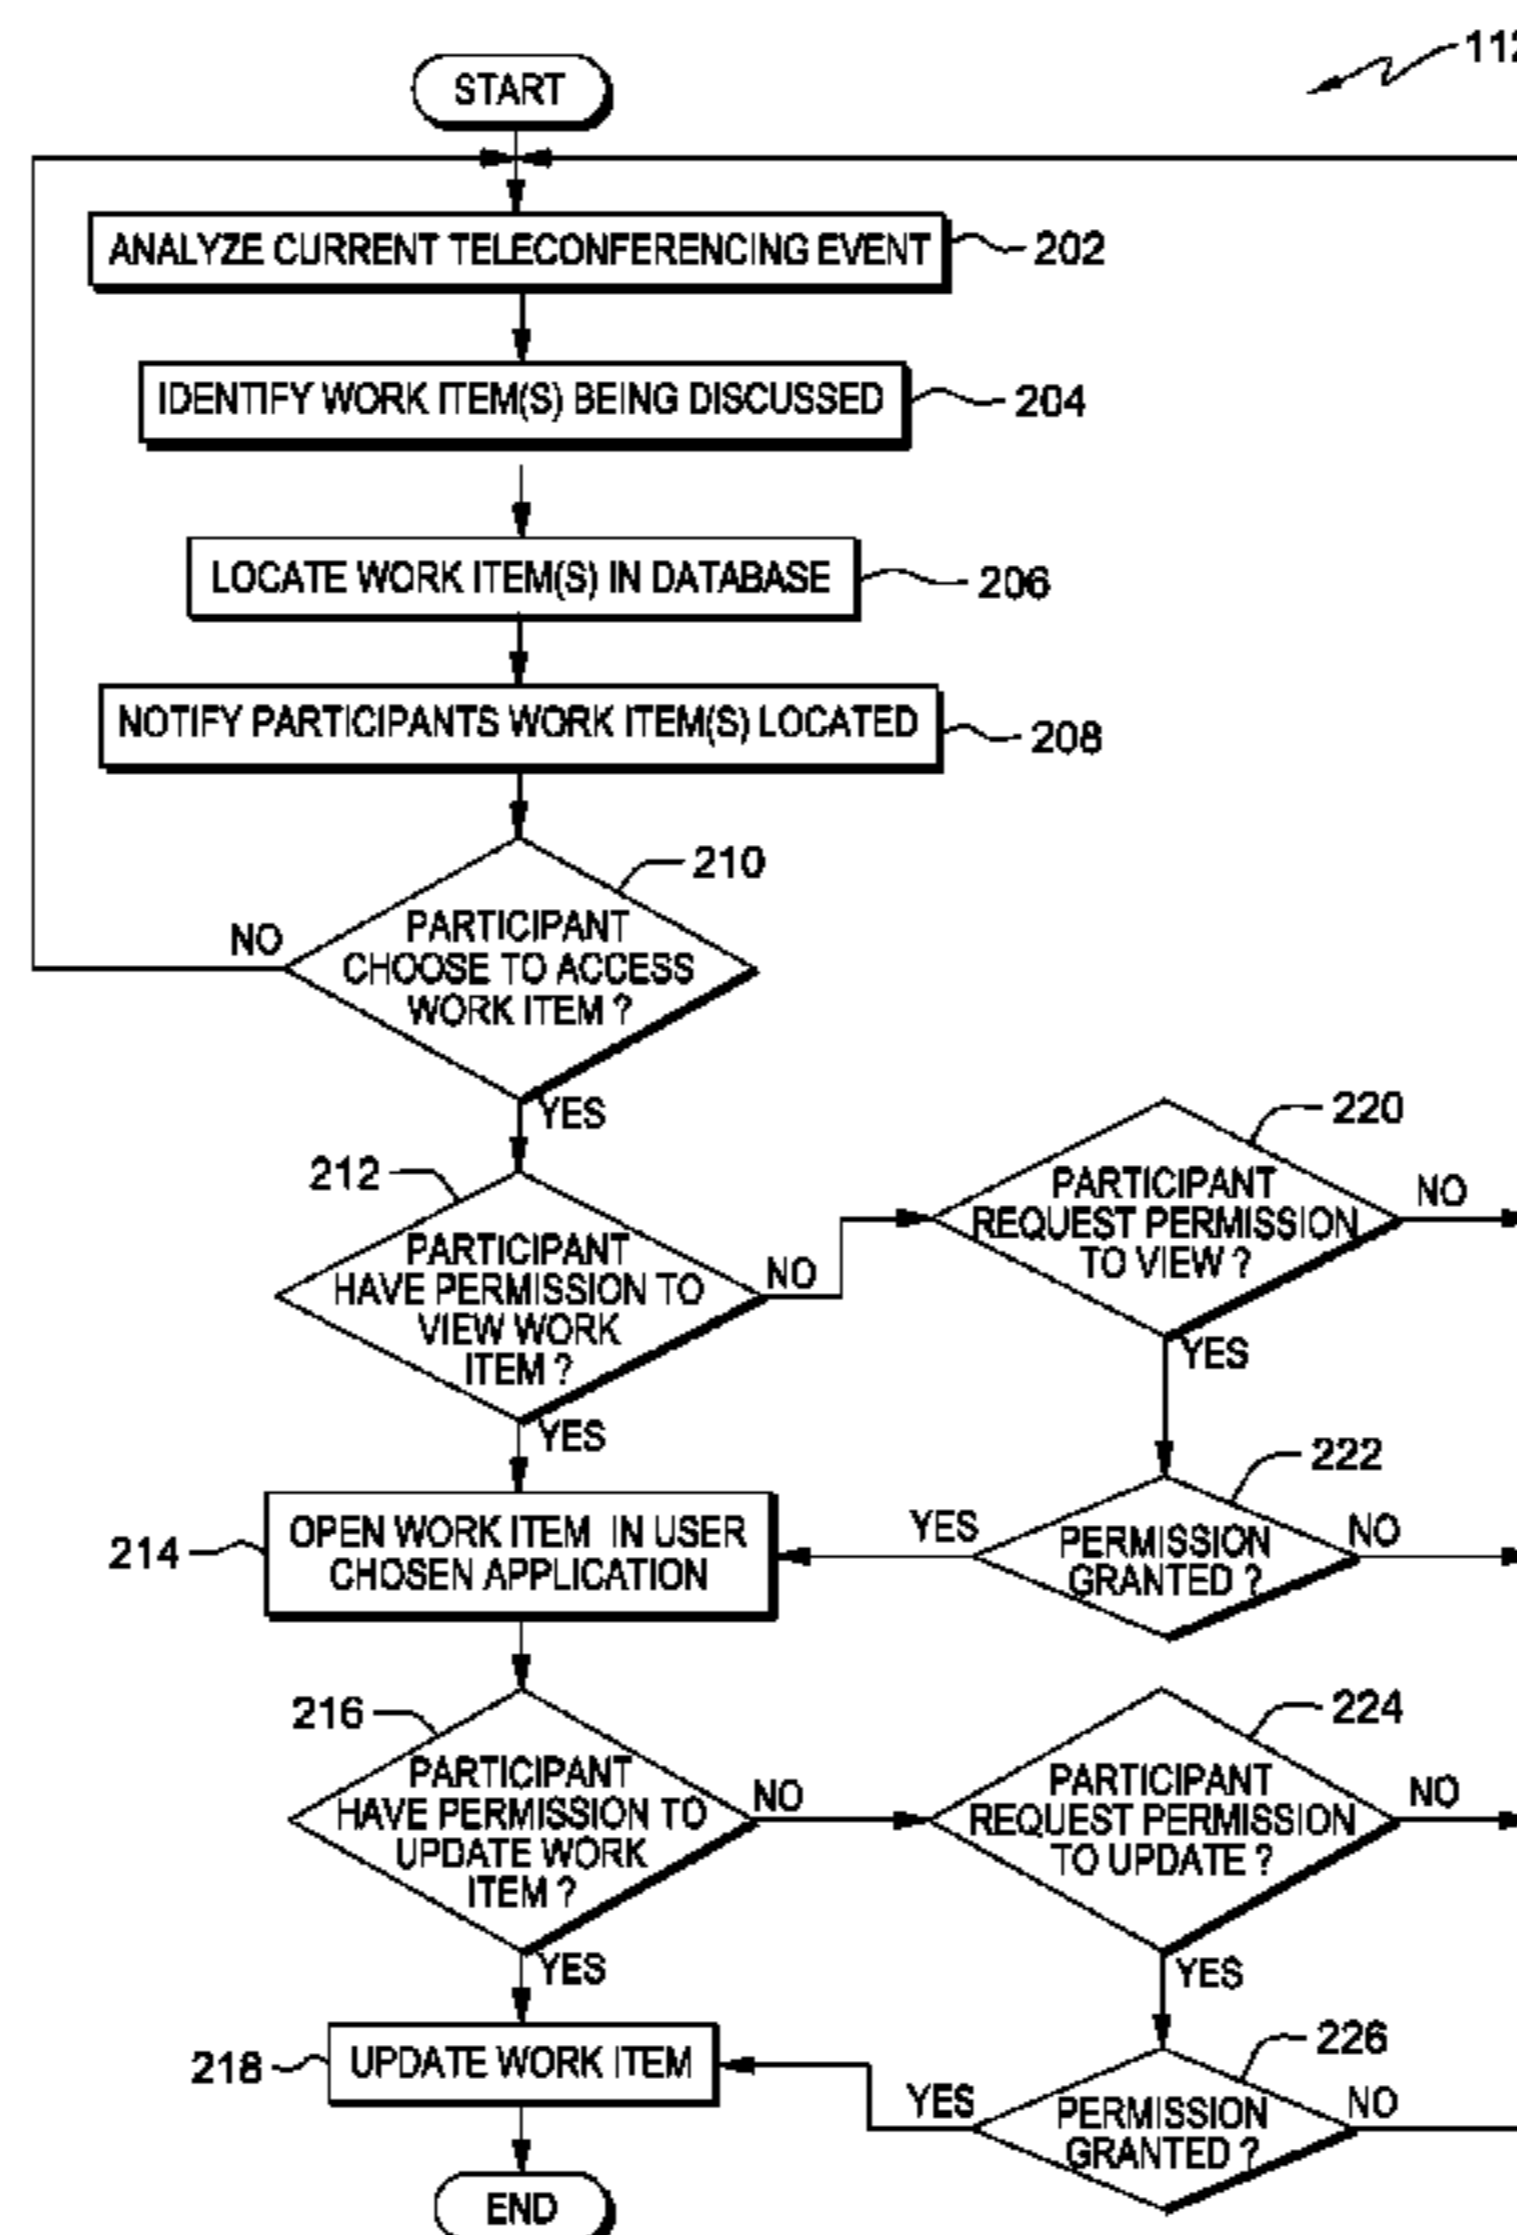 112
START
ANALYZE CURRENT TELECONFERENCING EVENT
202
IDENTIFY WORK ITEM(S) BEING DISCUSSED
204
LOCATE WORK ITEM(S) IN DATABASE
206
NOTIFY PARTICIPANTS WORK ITEM(S) LOCATED
208
210
NO
PARTICIPANT
CHOOSE TO ACCESS
WORK ITEM ?
YES
212
PARTICIPANT
HAVE PERMISSION TO
VIEW WORK
ITEM ?
NO
YES
220
PARTICIPANT
REQUEST PERMISSION
TO VIEW ?
NO
YES
214
OPEN WORK ITEM IN USER
CHOSEN APPLICATION
222
YES
PERMISSION
GRANTED ?
NO
216
PARTICIPANT
HAVE PERMISSION TO
UPDATE WORK
ITEM ?
NO
YES
224
PARTICIPANT
REQUEST PERMISSION
TO UPDATE ?
NO
YES
218
UPDATE WORK ITEM
226
YES
PERMISSION
GRANTED ?
NO
END